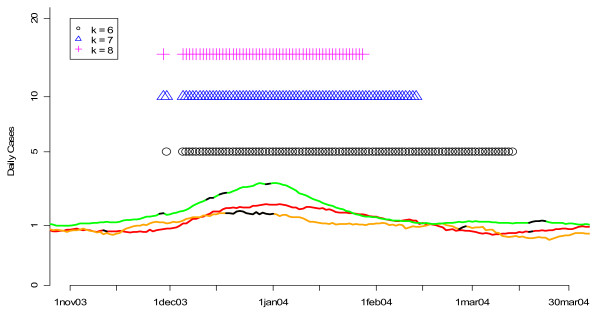 20
k = 6
k = 7
k = 8
10
5
1
0
Daily Cases
1nov03 1dec03 1jan04 1feb04 1mar04 30mar04